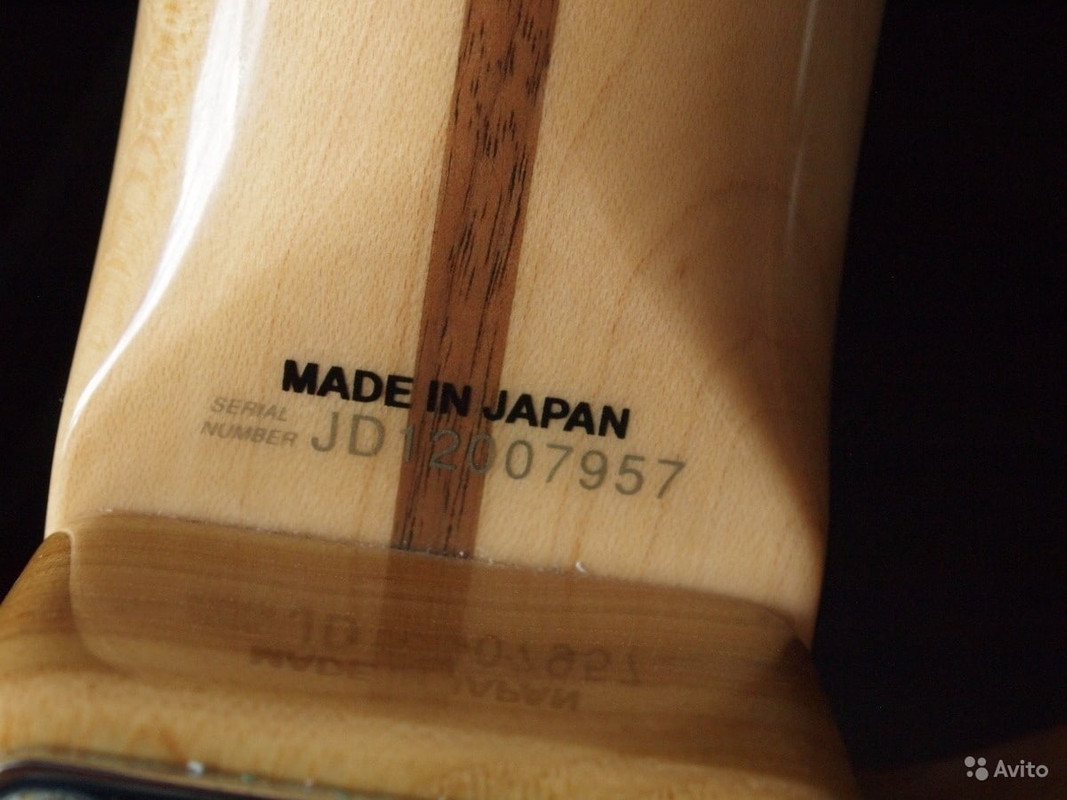 MADE IN JAPAN
SERIAL
NUMBER JD12007957
Avito